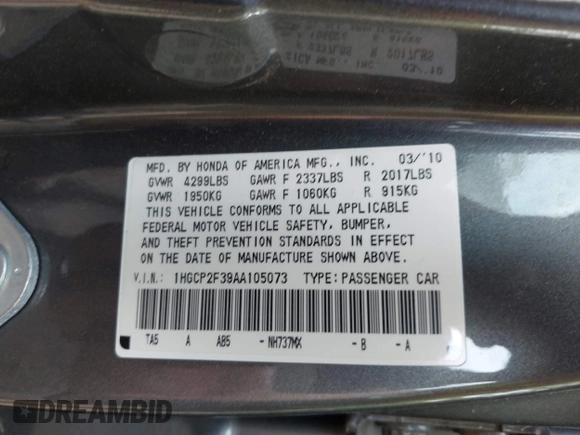 MFD. BY HONDA OF AMERICA MFG., INC. 03/'10
GVWR 4299LBS GAWR F 2337LBS R 2017LBS
GVWR 1950KG GAWR F 1060KG R 915KG
THIS VEHICLE CONFORMS TO ALL APPLICABLE
FEDERAL MOTOR VEHICLE SAFETY, BUMPER,
AND THEFT PREVENTION STANDARDS IN EFFECT
ON THE DATE OF MANUFACTURE SHOWN ABOVE.
V.I.N.: 1HGCP2F39AA105073 TYPE:PASSENGER CAR
TA5 A AB5 -NH737MX -B -A
DREAMBID